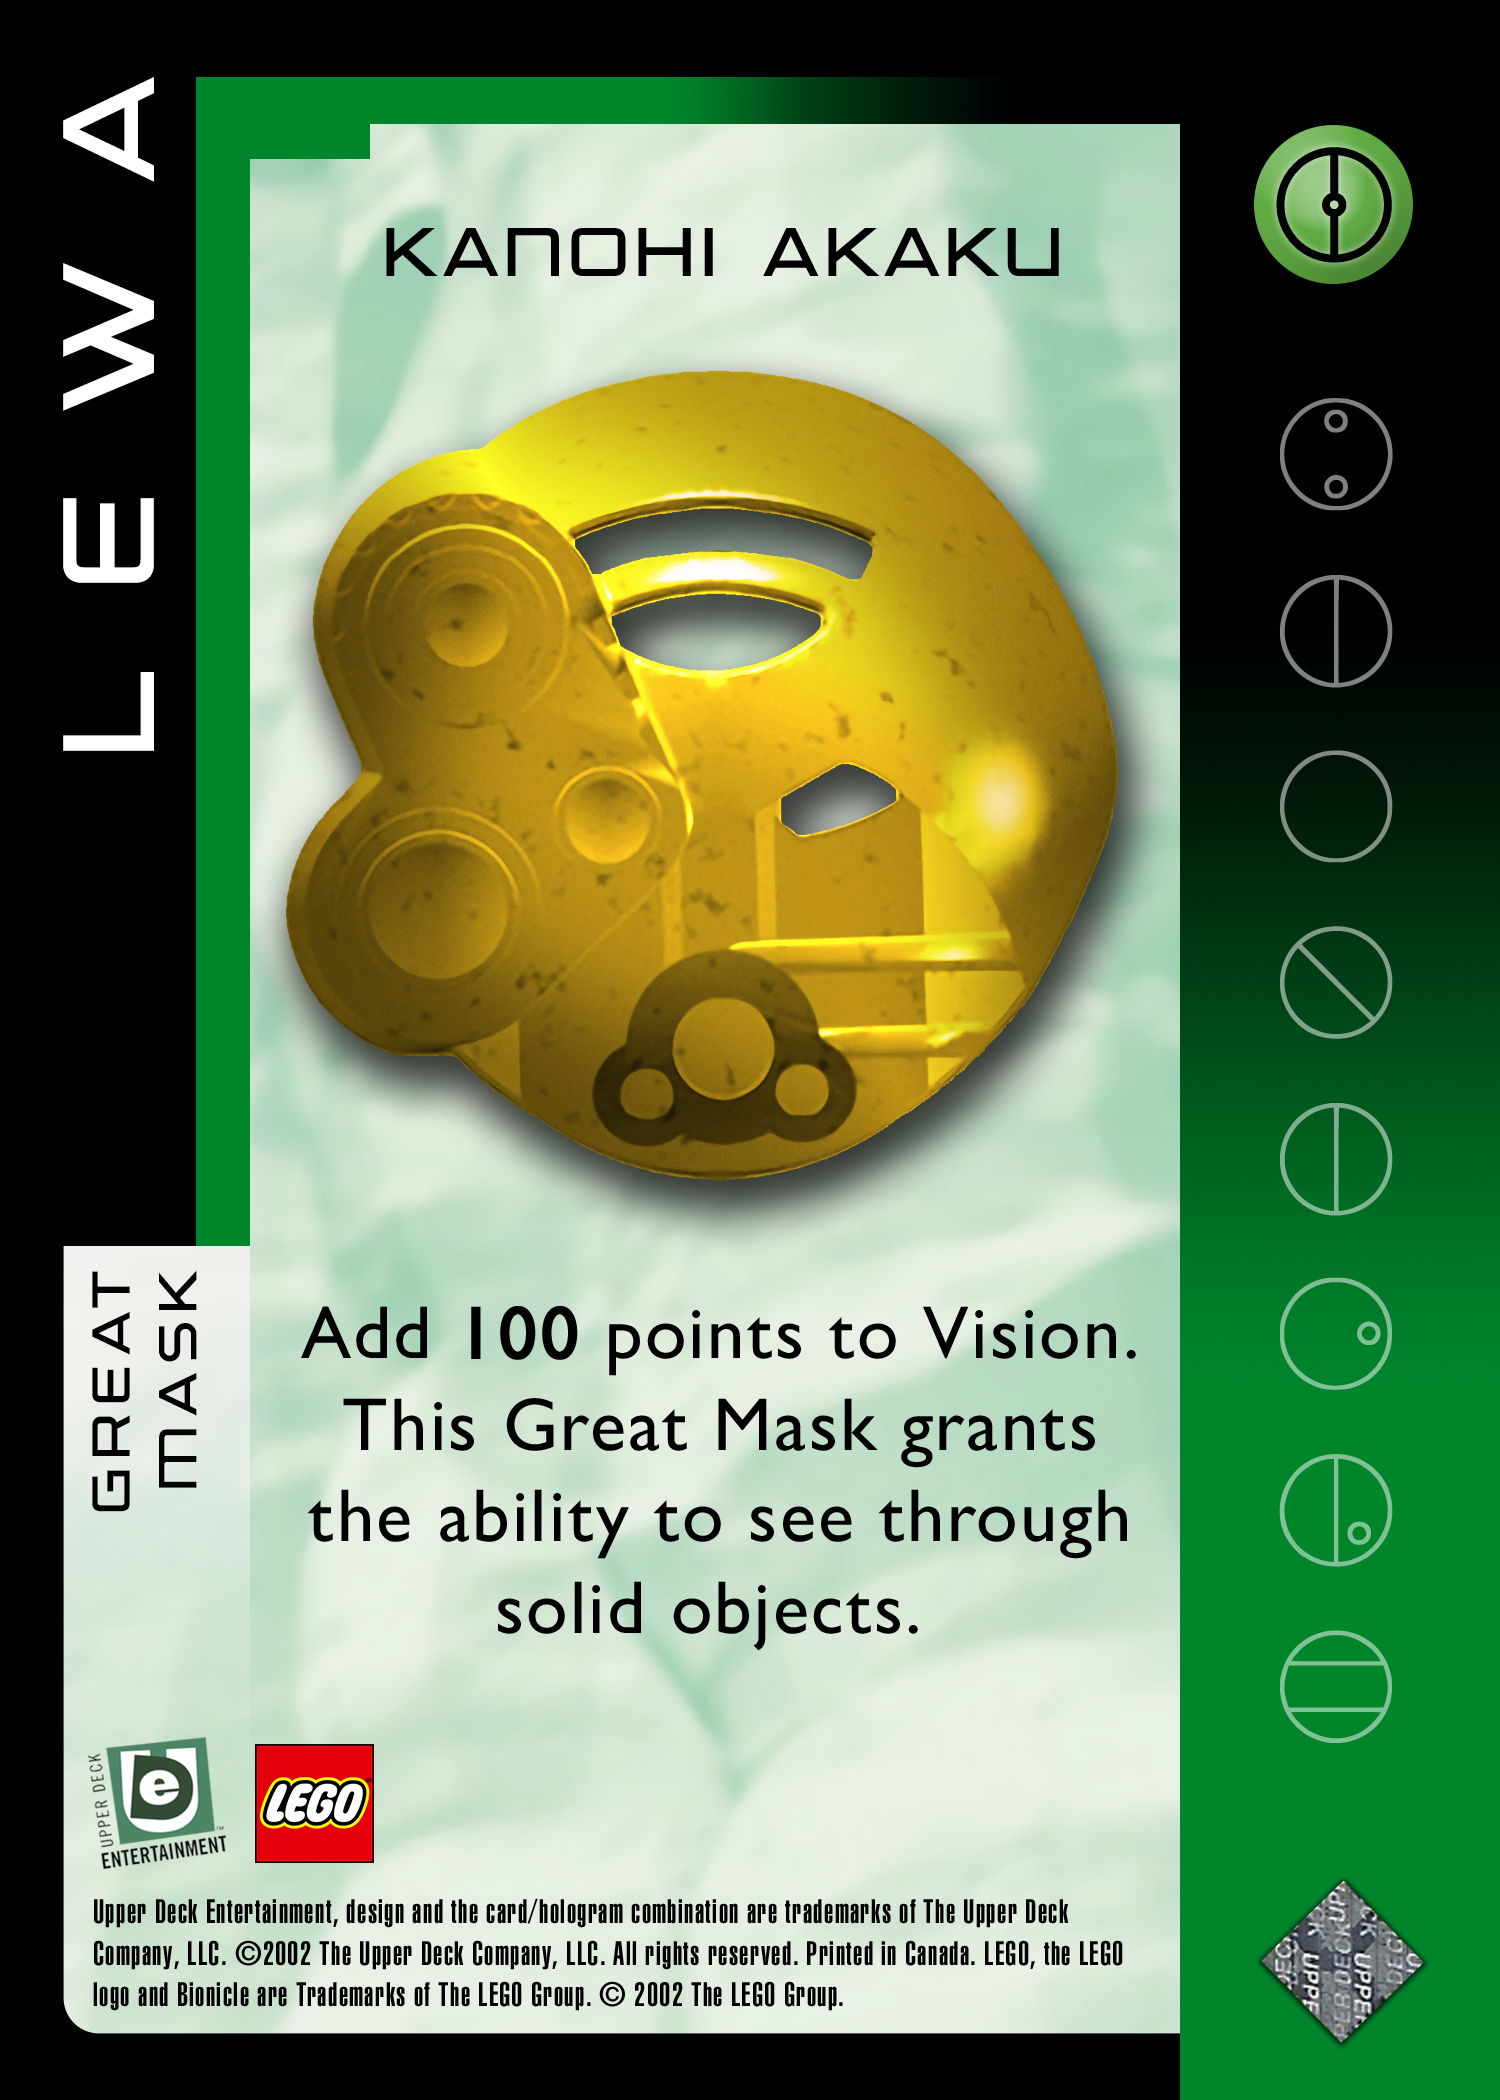 LEWA
KANOHI AKAKU
GREAT
MASK
Add 100 points to Vision.
This Great Mask grants
the ability to see through
solid objects.
UPPER DECK
e
ENTERTAINMENT
™
LEGO
Upper Deck Entertainment, design and the card/hologram combination are trademarks of The Upper Deck
Company, LLC. ©2002 The Upper Deck Company, LLC. All rights reserved. Printed in Canada. LEGO, the LEGO
logo and Bionicle are Trademarks of The LEGO Group. © 2002 The LEGO Group.